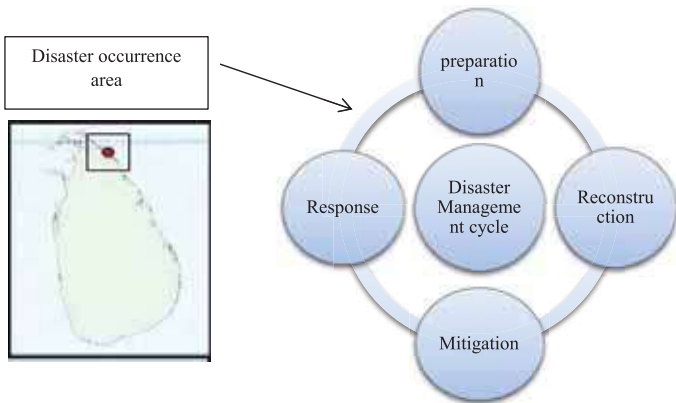 Disaster occurrence
area
preparatio
n
Response
Disaster
Manageme
nt cycle
Reconstru
ction
Mitigation